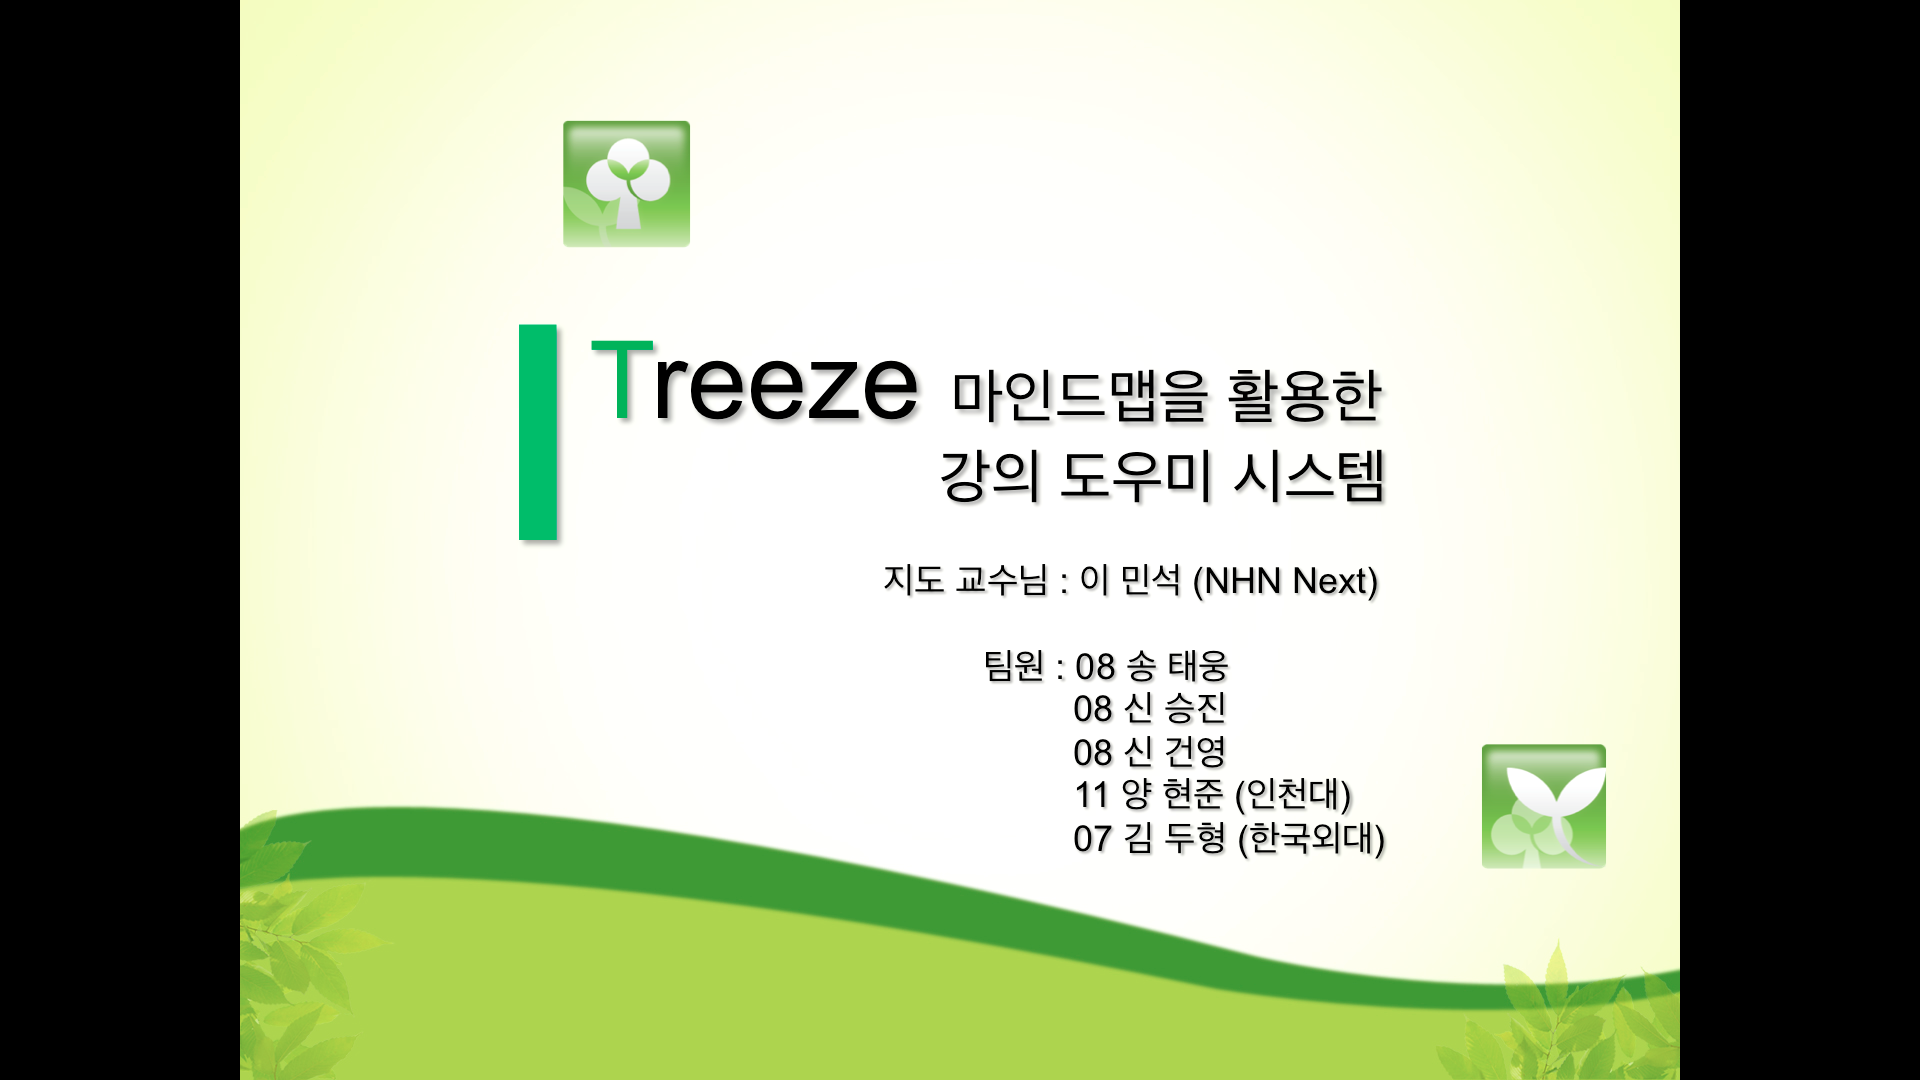 Treeze 마인드맵을 활용한
강의 도우미 시스템
지도 교수님 : 이 민석 (NHN Next)
팀원 : 08 송 태웅
08 신 승진
08 신 건영
11 양 현준 (인천대)
07 김 두형 (한국외대)